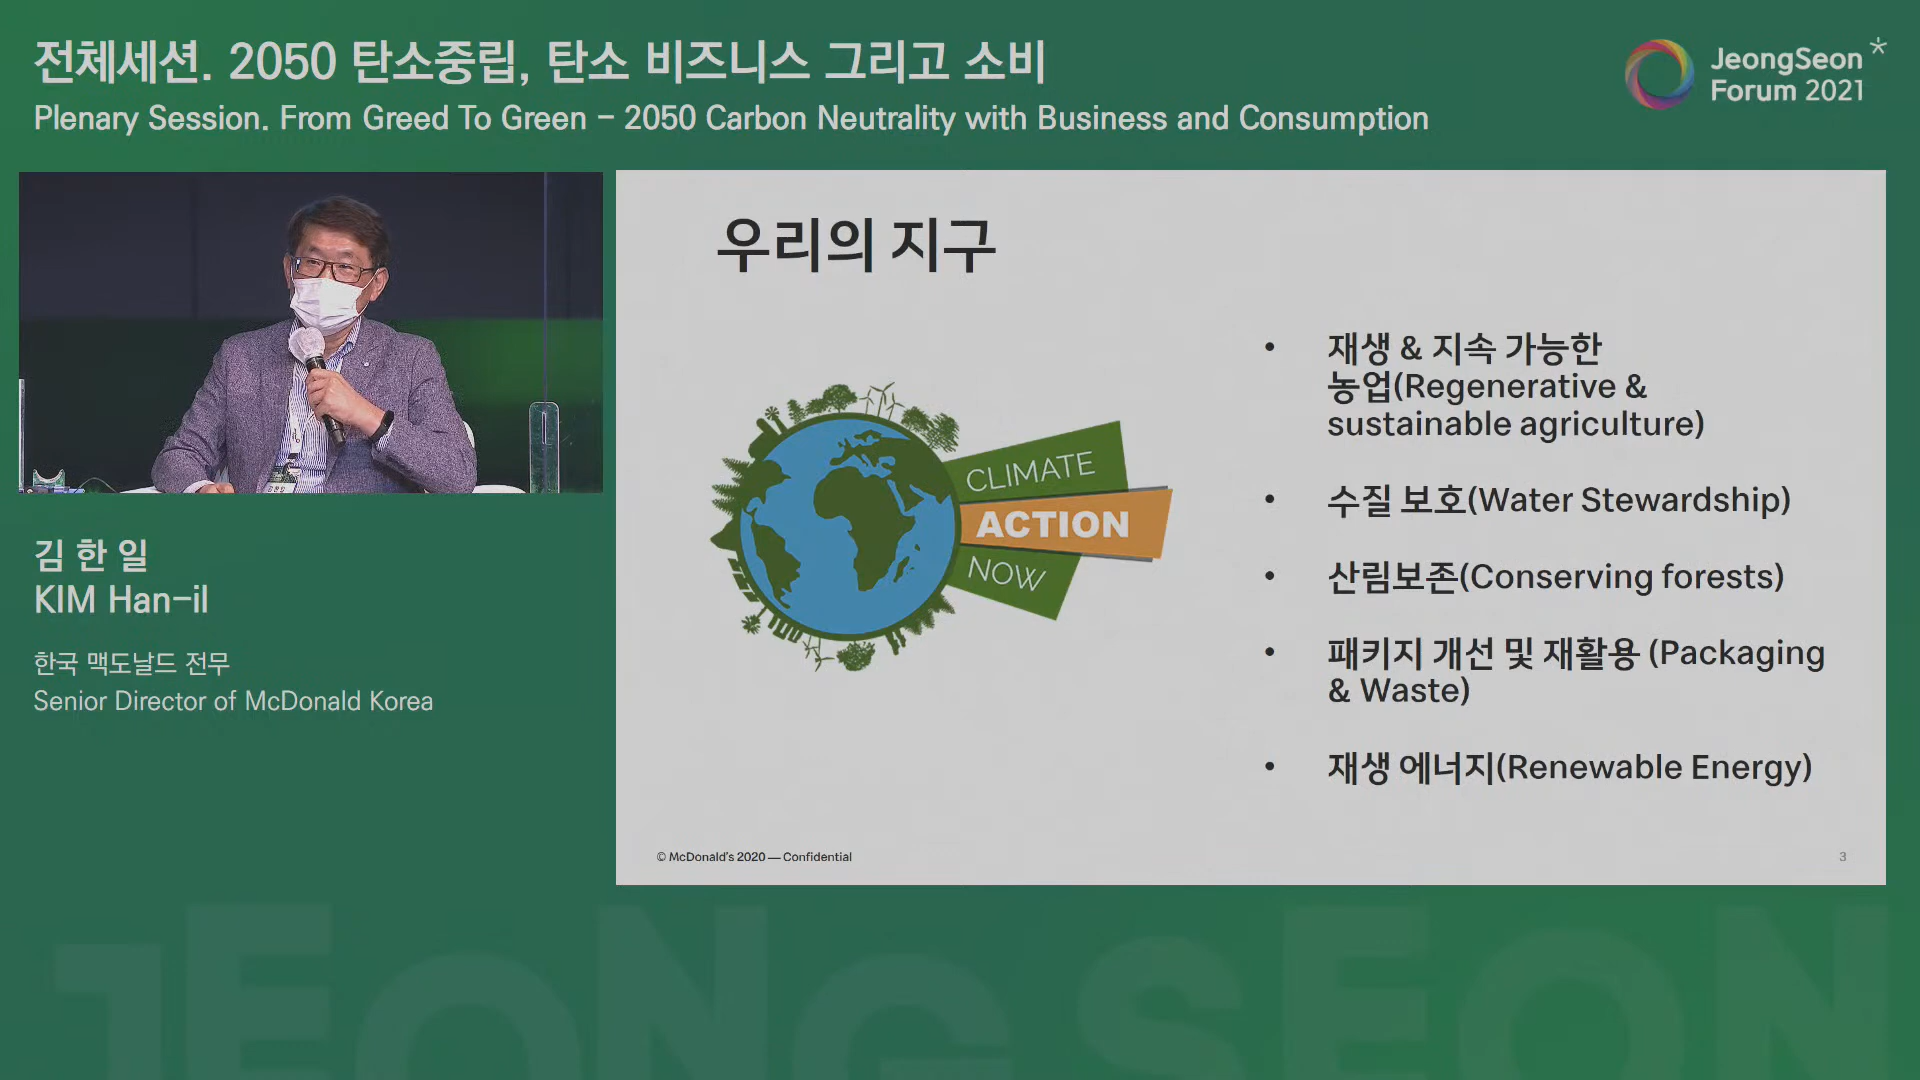 전체세션. 2050 탄소중립, 탄소 비즈니스 그리고 소비
Plenary Session. From Greed To Green – 2050 Carbon Neutrality with Business and Consumption
JeongSeon*
Forum 2021
김 한 일
KIM Han-il
한국 맥도날드 전무
Senior Director of McDonald Korea
우리의 지구
CLIMATE
ACTION
NOW
• 재생 & 지속 가능한
농업(Regenerative &
sustainable agriculture)
• 수질 보호(Water Stewardship)
• 산림보존(Conserving forests)
• 패키지 개선 및 재활용 (Packaging
& Waste)
• 재생 에너지(Renewable Energy)
© McDonald's 2020 — Confidential
3
JEONG SEON